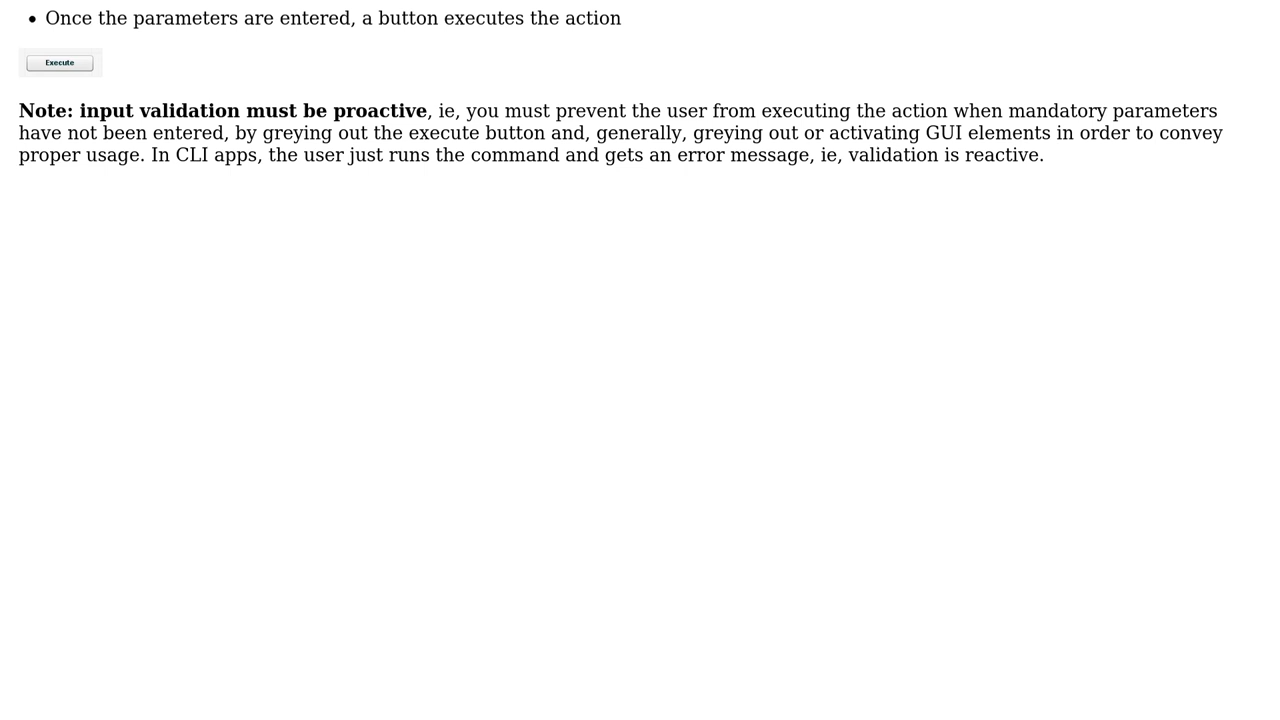 Once the parameters are entered, a button executes the action
Execute
Note: input validation must be proactive, ie, you must prevent the user from executing the action when mandatory parameters
have not been entered, by greying out the execute button and, generally, greying out or activating GUI elements in order to convey
proper usage. In CLI apps, the user just runs the command and gets an error message, ie, validation is reactive.